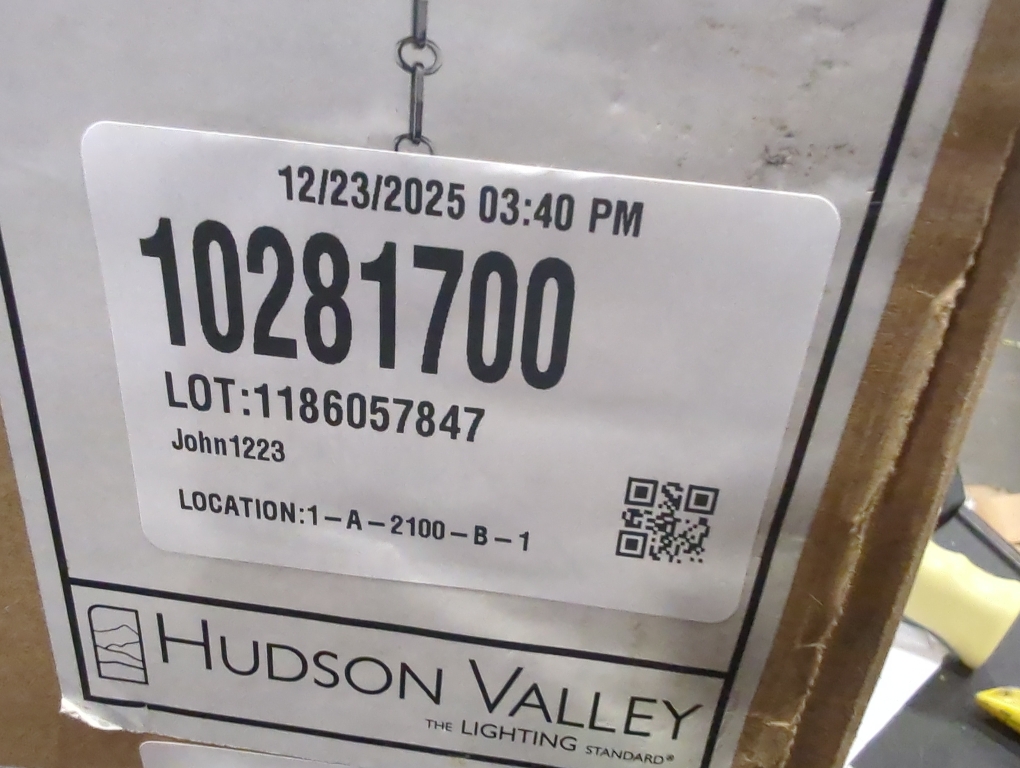 12/23/2025 03:40 PM
10281700
LOT:1186057847
John1223
LOCATION:1-A-2100-B-1
HUDSON VALLEY
THE LIGHTING STANDARD®